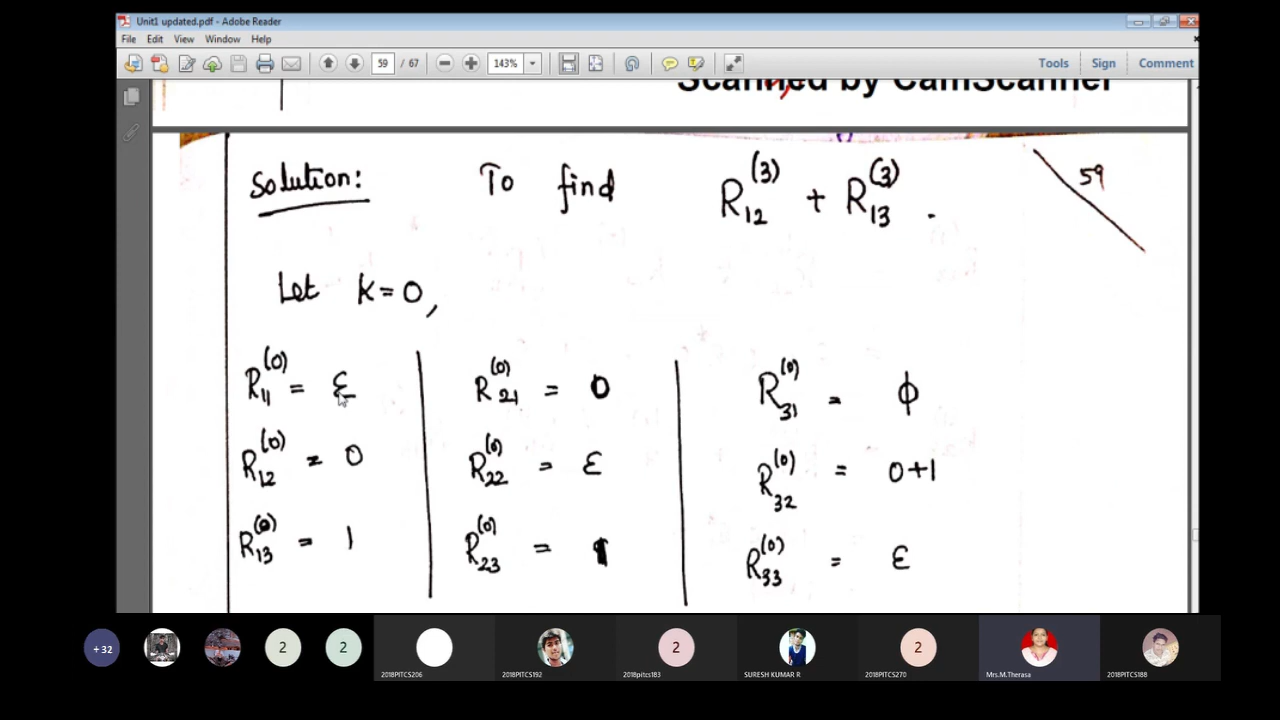 Unit1 updated.pdf - Adobe Reader
File Edit View Window Help
59 / 67 143% Tools Sign Comment
Scanned by CamScanner
Solution: To find R₁₂⁽³⁾ + R₁₃⁽³⁾ . 59
Let k=0,
R₁₁⁽⁰⁾ = ε R₂₁⁽⁰⁾ = 0 R₃₁⁽⁰⁾ = φ
R₁₂⁽⁰⁾ = 0 R₂₂⁽⁰⁾ = ε R₃₂⁽⁰⁾ = 0+1
R₁₃⁽⁰⁾ = 1 R₂₃⁽⁰⁾ = 1 R₃₃⁽⁰⁾ = ε
+32 2 2 2 2
2018PITCS206 2018PITCS192 2018pitcs183 SURESH KUMAR R 2018PITCS270 Mrs.M.Therasa 2018PITCS188